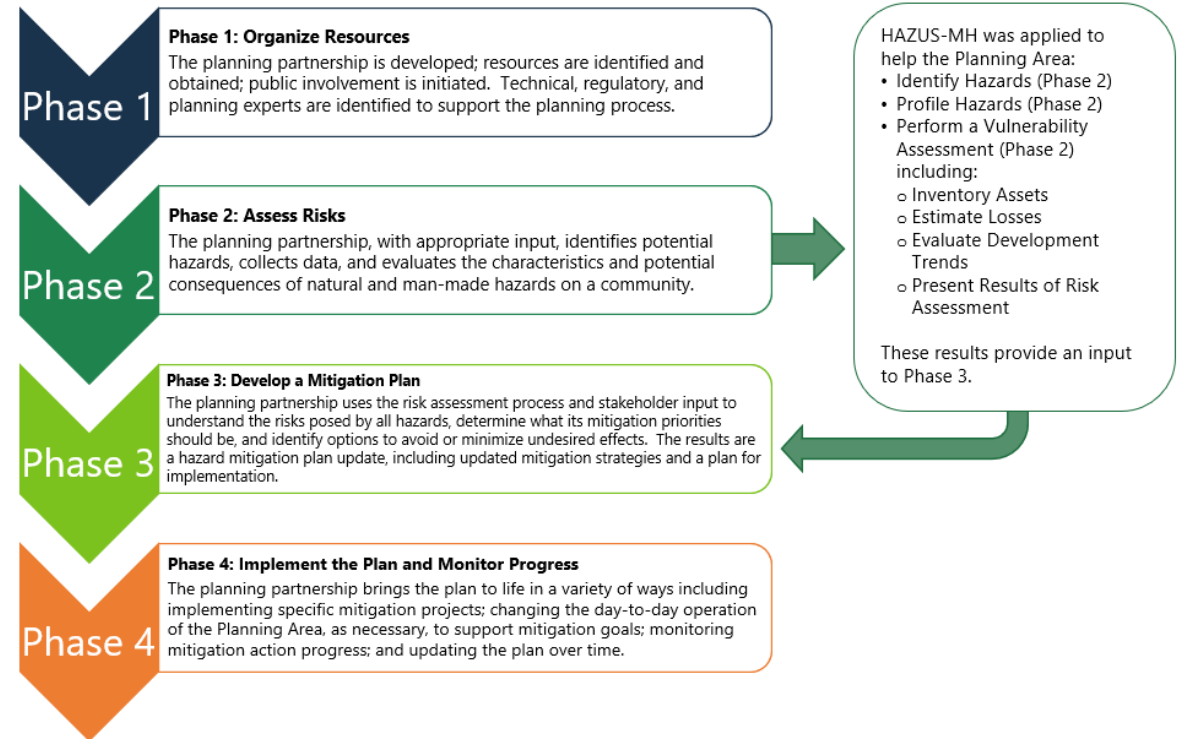 Phase 1
Phase 1: Organize Resources
The planning partnership is developed; resources are identified and
obtained; public involvement is initiated.  Technical, regulatory, and
planning experts are identified to support the planning process.
Phase 2
Phase 2: Assess Risks
The planning partnership, with appropriate input, identifies potential
hazards, collects data, and evaluates the characteristics and potential
consequences of natural and man-made hazards on a community.
HAZUS-MH was applied to
help the Planning Area:
• Identify Hazards (Phase 2)
• Profile Hazards (Phase 2)
• Perform a Vulnerability
Assessment (Phase 2)
including:
o Inventory Assets
o Estimate Losses
o Evaluate Development
Trends
o Present Results of Risk
Assessment
These results provide an input
to Phase 3.
Phase 3
Phase 3: Develop a Mitigation Plan
The planning partnership uses the risk assessment process and stakeholder input to
understand the risks posed by all hazards, determine what its mitigation priorities
should be, and identify options to avoid or minimize undesired effects.  The results are
a hazard mitigation plan update, including updated mitigation strategies and a plan for
implementation.
Phase 4
Phase 4: Implement the Plan and Monitor Progress
The planning partnership brings the plan to life in a variety of ways including
implementing specific mitigation projects; changing the day-to-day operation
of the Planning Area, as necessary, to support mitigation goals; monitoring
mitigation action progress; and updating the plan over time.